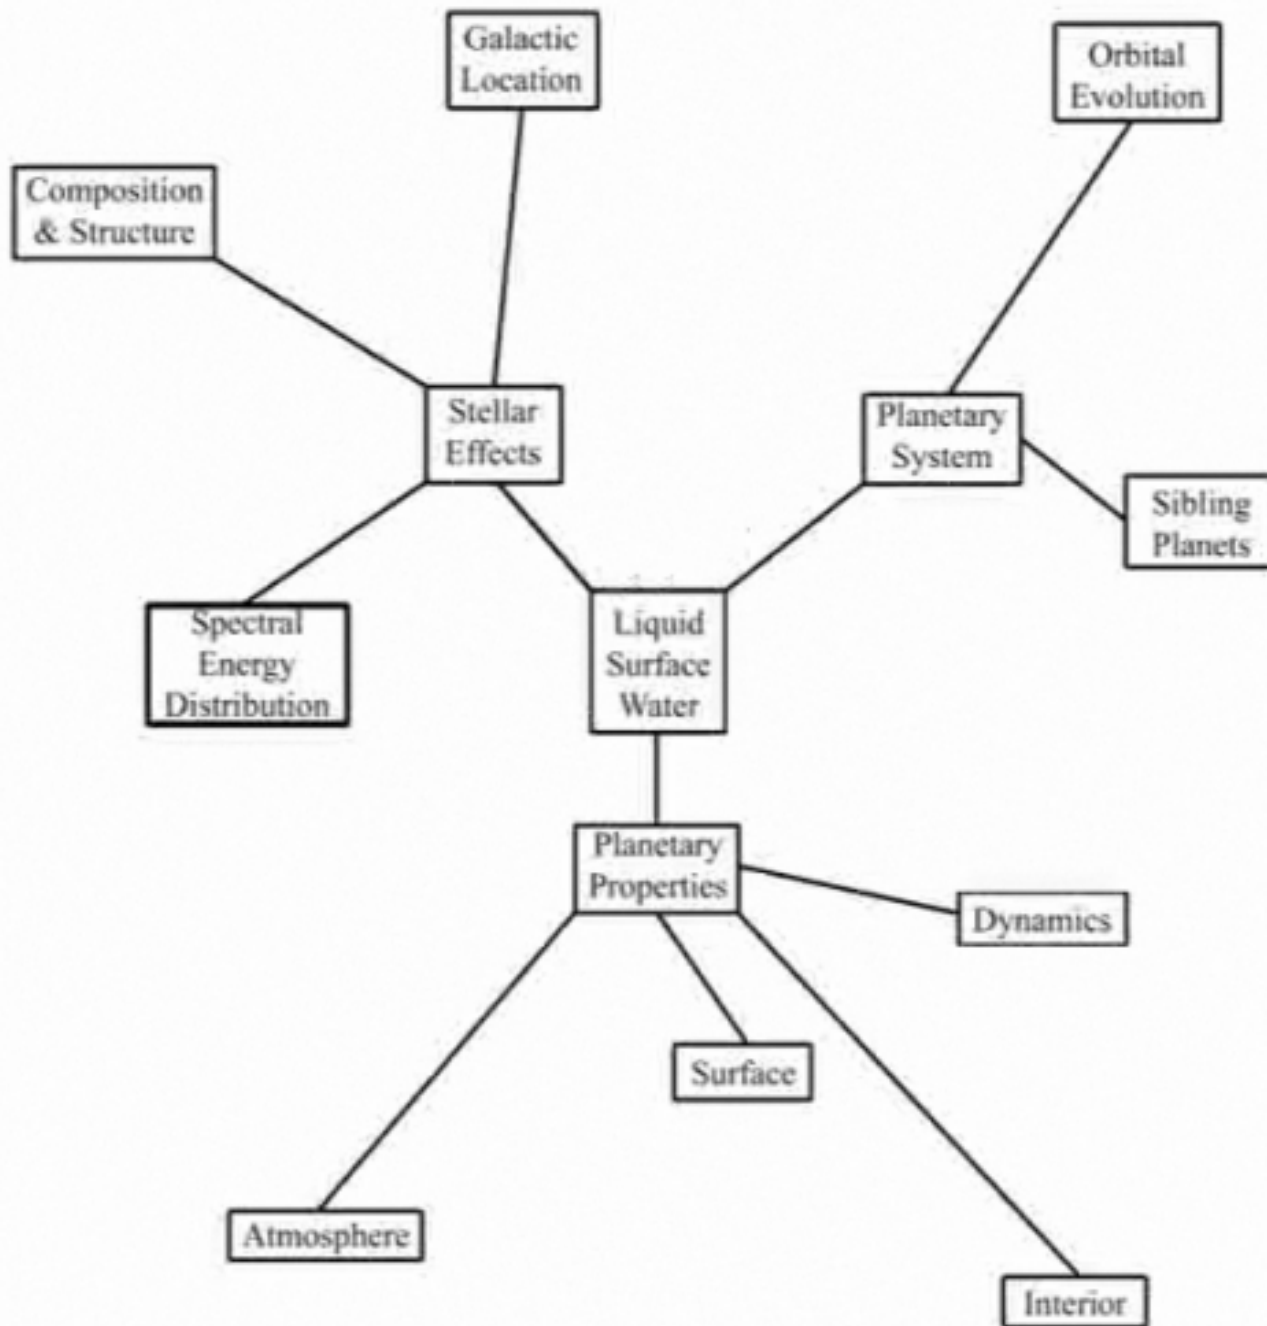 Galactic
Location
Orbital
Evolution
Composition
& Structure
Stellar
Effects
Planetary
System
Sibling
Planets
Spectral
Energy
Distribution
Liquid
Surface
Water
Planetary
Properties
Dynamics
Surface
Atmosphere
Interior